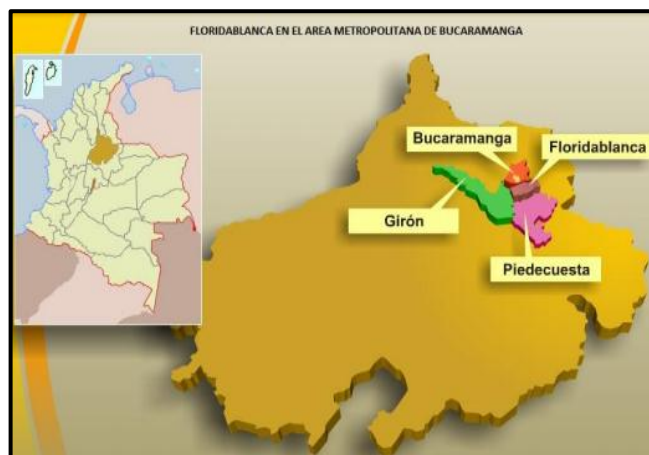 FLORIDABLANCA EN EL AREA METROPOLITANA DE BUCARAMANGA
Bucaramanga
Floridablanca
Girón
Piedecuesta